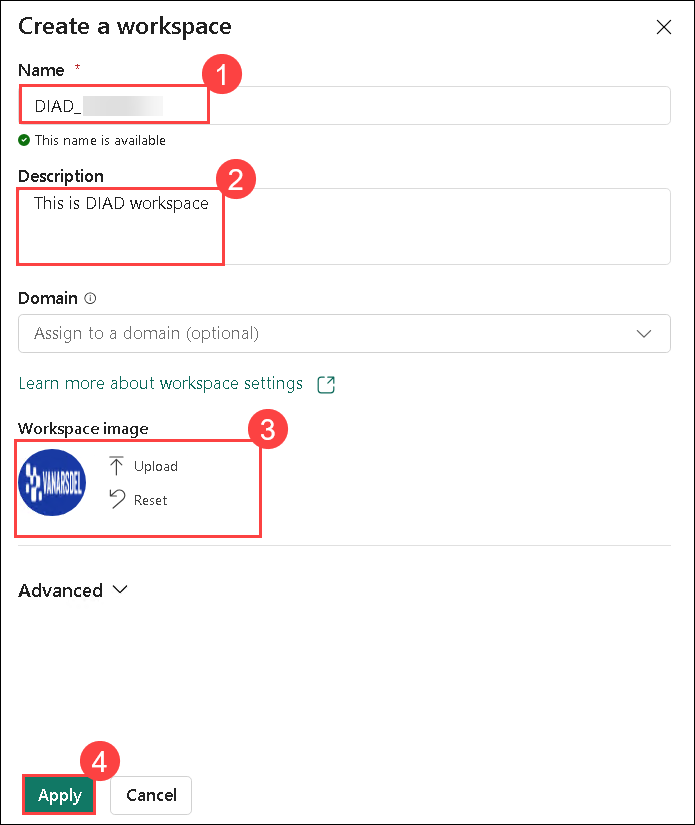 Create a workspace
Name *
1
DIAD_
This name is available
Description
2
This is DIAD workspace
Domain
Assign to a domain (optional)
Learn more about workspace settings
Workspace image
3
VANARSDEL
Upload
Reset
Advanced
4
Apply Cancel